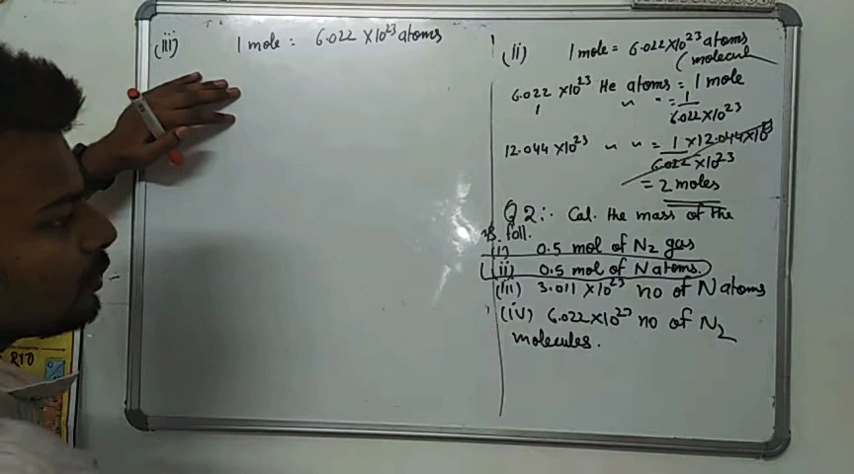 (iii) 1 mole = 6.022 ×10²³ atoms
(ii) 1 mole = 6.022×10²³ atoms
(molecul
6.022 ×10²³ He atoms = 1 mole
1 〃 〃 = 1/6.022×10²³
12.044×10²³ 〃 〃 = 1×12.044×10²³/6.022×10²³
= 2 moles
Q 2:. Cal. the mass of the
foll.
(i) 0.5 mol of N₂ gas
(ii) 0.5 mol of N atoms.
(iii) 3.011 ×10²³ no of N atoms
(iv) 6.022×10²³ no of N₂
molecules.